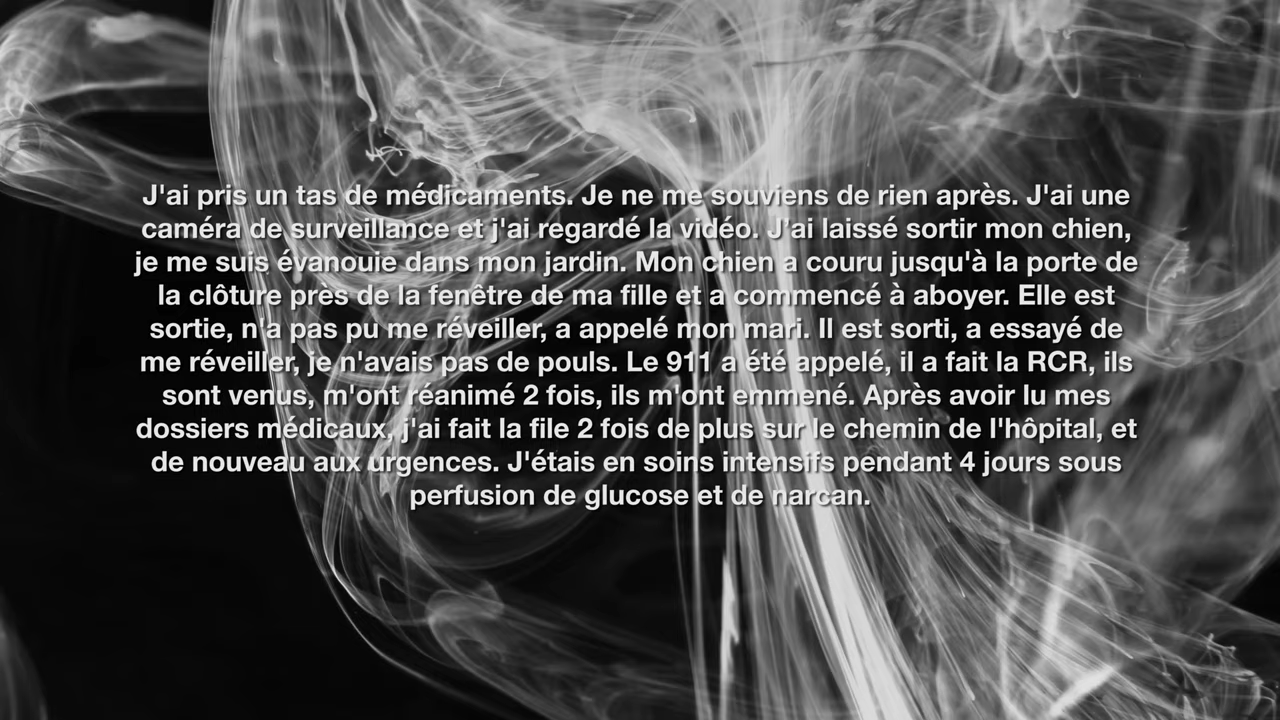 J'ai pris un tas de médicaments. Je ne me souviens de rien après. J'ai une
caméra de surveillance et j'ai regardé la vidéo. J'ai laissé sortir mon chien,
je me suis évanouie dans mon jardin. Mon chien a couru jusqu'à la porte de
la clôture près de la fenêtre de ma fille et a commencé à aboyer. Elle est
sortie, n'a pas pu me réveiller, a appelé mon mari. Il est sorti, a essayé de
me réveiller, je n'avais pas de pouls. Le 911 a été appelé, il a fait la RCR, ils
sont venus, m'ont réanimé 2 fois, ils m'ont emmené. Après avoir lu mes
dossiers médicaux, j'ai fait la file 2 fois de plus sur le chemin de l'hôpital, et
de nouveau aux urgences. J'étais en soins intensifs pendant 4 jours sous
perfusion de glucose et de narcan.